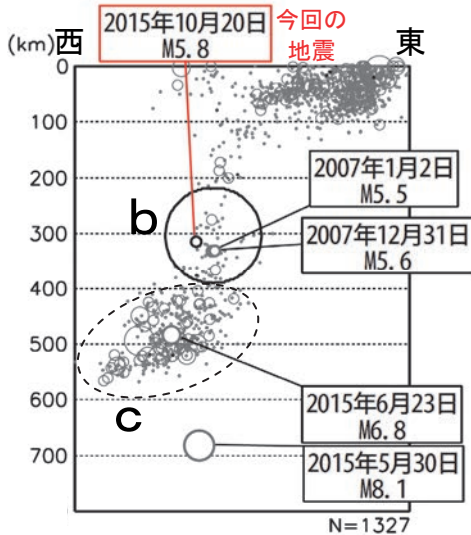 2015年10月20日
M5.8
今回の
地震
(km)
西
東
0
100
200
300
400
500
600
700
2007年1月2日
M5.5
b
2007年12月31日
M5.6
c
2015年6月23日
M6.8
2015年5月30日
M8.1
N=1327